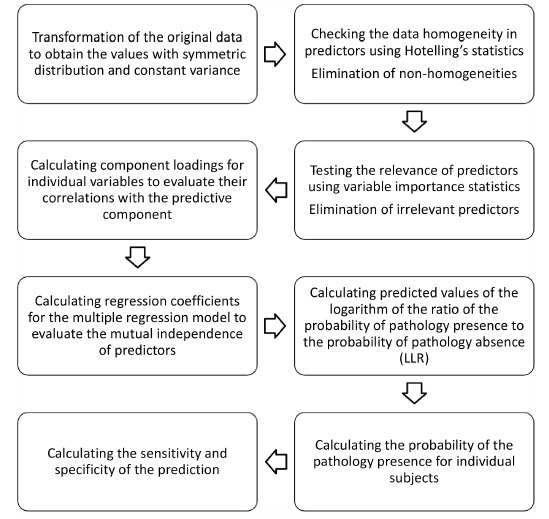 Transformation of the original data
to obtain the values with symmetric
distribution and constant variance
Checking the data homogeneity in
predictors using Hotelling's statistics
Elimination of non-homogeneities
Testing the relevance of predictors
using variable importance statistics
Elimination of irrelevant predictors
Calculating component loadings for
individual variables to evaluate their
correlations with the predictive
component
Calculating regression coefficients
for the multiple regression model to
evaluate the mutual independence
of predictors
Calculating predicted values of the
logarithm of the ratio of the
probability of pathology presence to
the probability of pathology absence
(LLR)
Calculating the probability of the
pathology presence for individual
subjects
Calculating the sensitivity and
specificity of the prediction